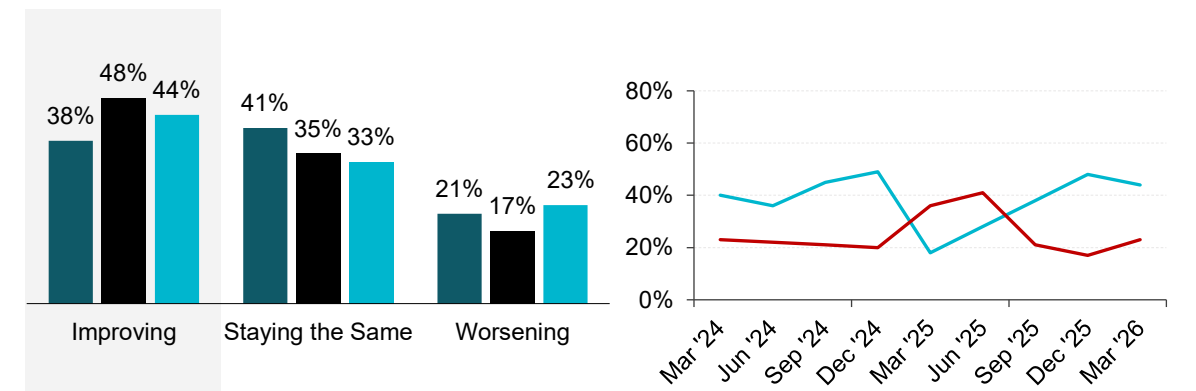 48%
44%
38%
41%
35%
33%
21%
17%
23%
Improving
Staying the Same
Worsening
80%
60%
40%
20%
0%
Mar '24
Jun '24
Sep '24
Dec '24
Mar '25
Jun '25
Sep '25
Dec '25
Mar '26